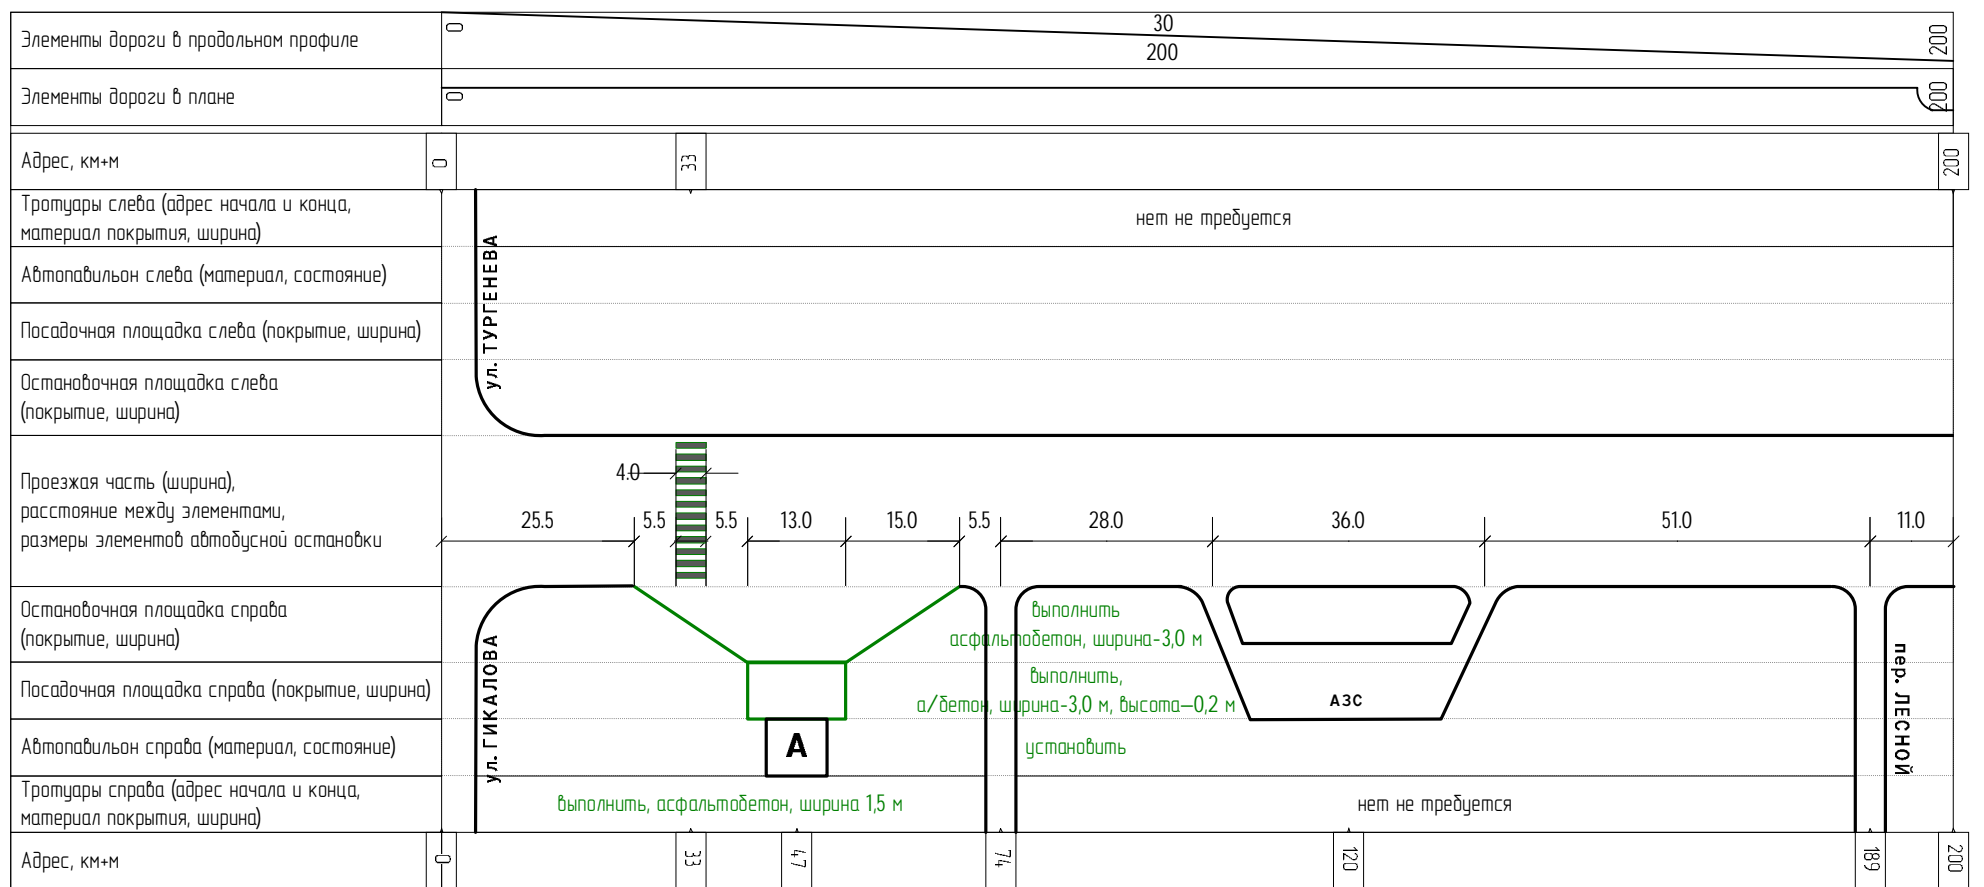 Элементы дороги в продольном профиле
0
30
200
200
Элементы дороги в плане
0
200
Адрес, км+м
0
33
200
Тротуары слева (адрес начала и конца,
материал покрытия, ширина)
нет не требуется
Автопавильон слева (материал, состояние)
Посадочная площадка слева (покрытие, ширина)
Остановочная площадка слева
(покрытие, ширина)
ул. ТУРГЕНЕВА
Проезжая часть (ширина),
расстояние между элементами,
размеры элементов автобусной остановки
4.0
25.5
5.5
5.5
13.0
15.0
5.5
28.0
36.0
51.0
11.0
Остановочная площадка справа
(покрытие, ширина)
выполнить
асфальтобетон, ширина-3,0 м
Посадочная площадка справа (покрытие, ширина)
выполнить,
а/бетон, ширина-3,0 м, высота–0,2 м
АЗС
Автопавильон справа (материал, состояние)
А
установить
ул. ГИКАЛОВА
пер. ЛЕСНОЙ
Тротуары справа (адрес начала и конца,
материал покрытия, ширина)
выполнить, асфальтобетон, ширина 1,5 м
нет не требуется
Адрес, км+м
0
33
47
74
120
189
200